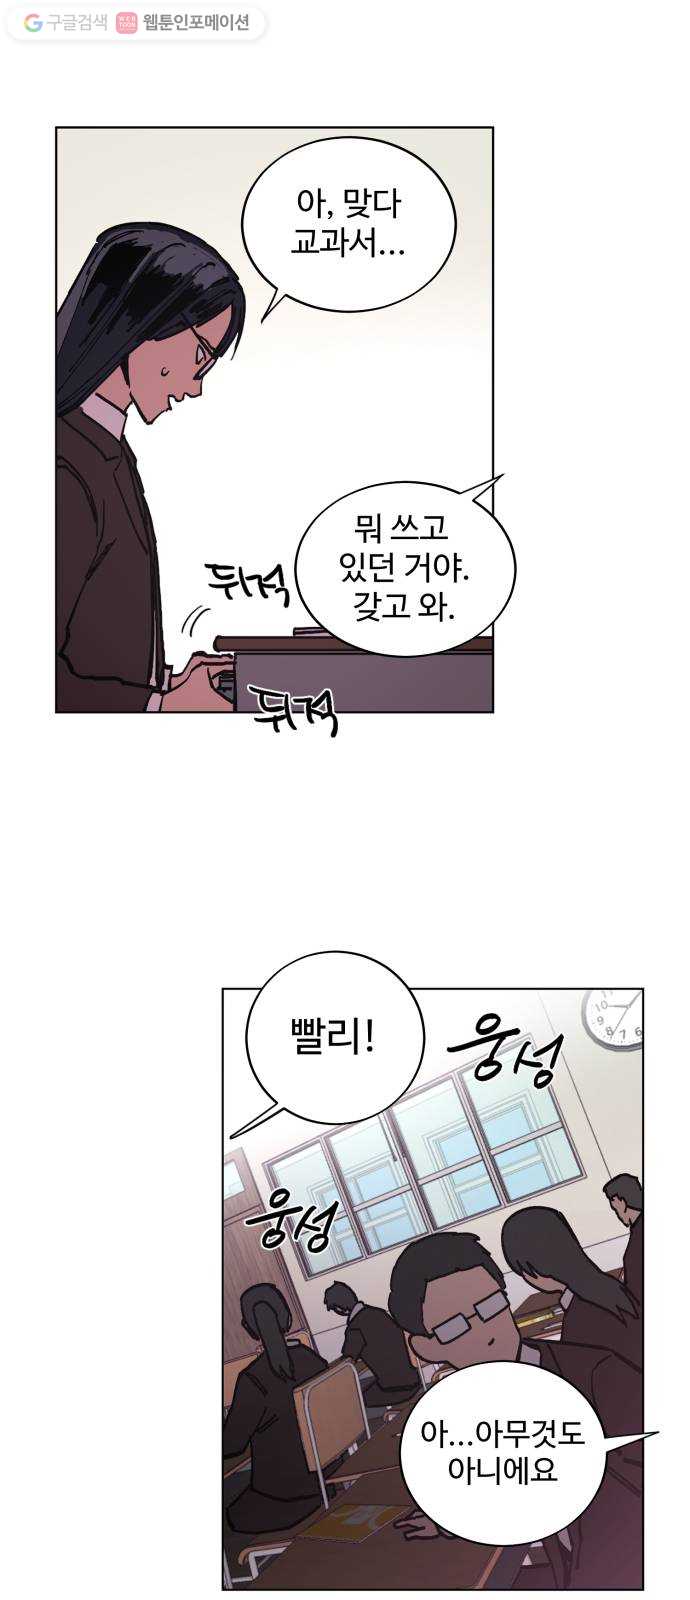 구글검색 WEB TOON 웹툰인포메이션
아, 맞다
교과서...
뭐 쓰고
있던 거야.
갖고 와.
뒤적
뒤적
빨리!
웅성
웅성
아...아무것도
아니에요